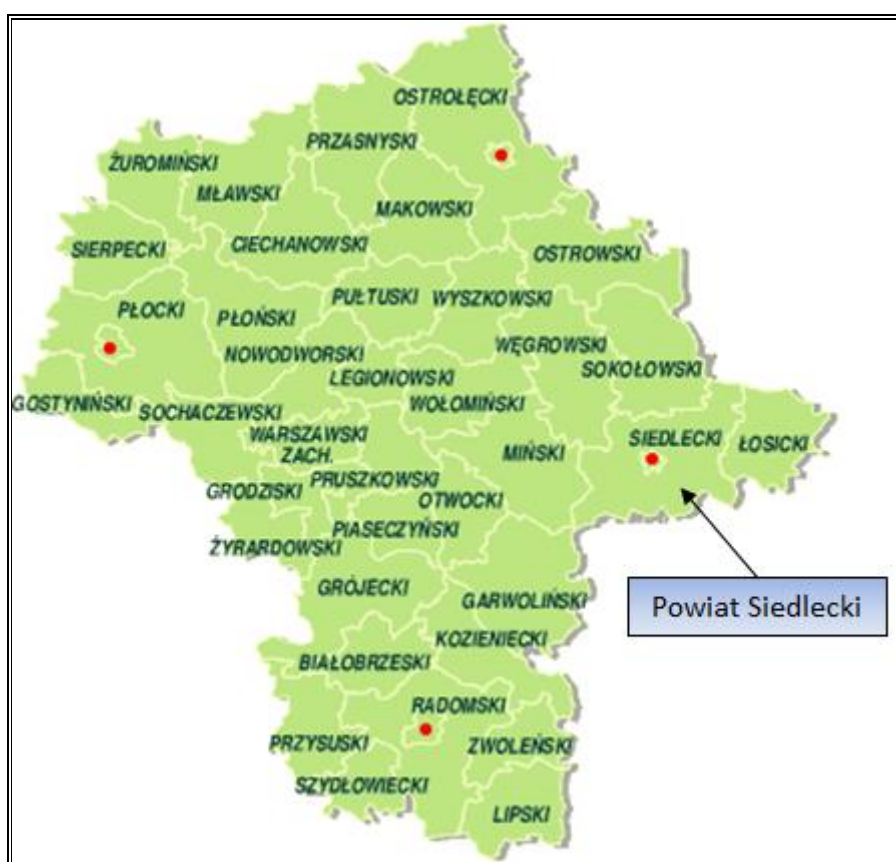 OSTROŁĘCKI
PRZASNYSKI
ŻUROMIŃSKI
MŁAWSKI
MAKOWSKI
SIERPECKI
CIECHANOWSKI
OSTROWSKI
PŁOCKI
PŁOŃSKI
PUŁTUSKI
WYSZKOWSKI
NOWODWORSKI
WĘGROWSKI
SOKOŁOWSKI
LEGIONOWSKI
GOSTYNIŃSKI
SOCHACZEWSKI
WOŁOMIŃSKI
WARSZAWSKI
ZACH.
MIŃSKI
SIEDLECKI
ŁOSICKI
GRODZISKI
PRUSZKOWSKI
OTWOCKI
PIASECZYŃSKI
ŻYRARDOWSKI
GRÓJECKI
GARWOLIŃSKI
Powiat Siedlecki
KOZIENIECKI
BIAŁOBRZESKI
RADOMSKI
PRZYSUSKI
ZWOLEŃSKI
SZYDŁOWIECKI
LIPSKI